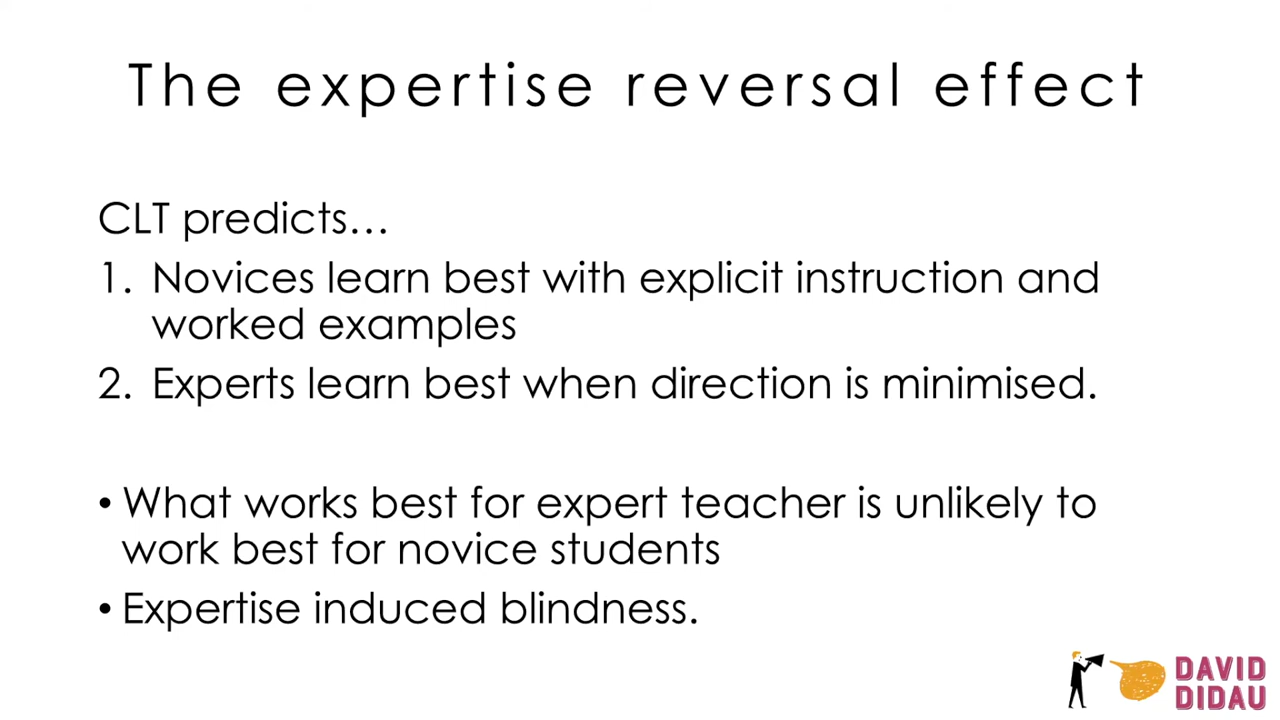 The expertise reversal effect
CLT predicts…
1. Novices learn best with explicit instruction and
worked examples
2. Experts learn best when direction is minimised.
• What works best for expert teacher is unlikely to
work best for novice students
• Expertise induced blindness.
DAVID
DIDAU